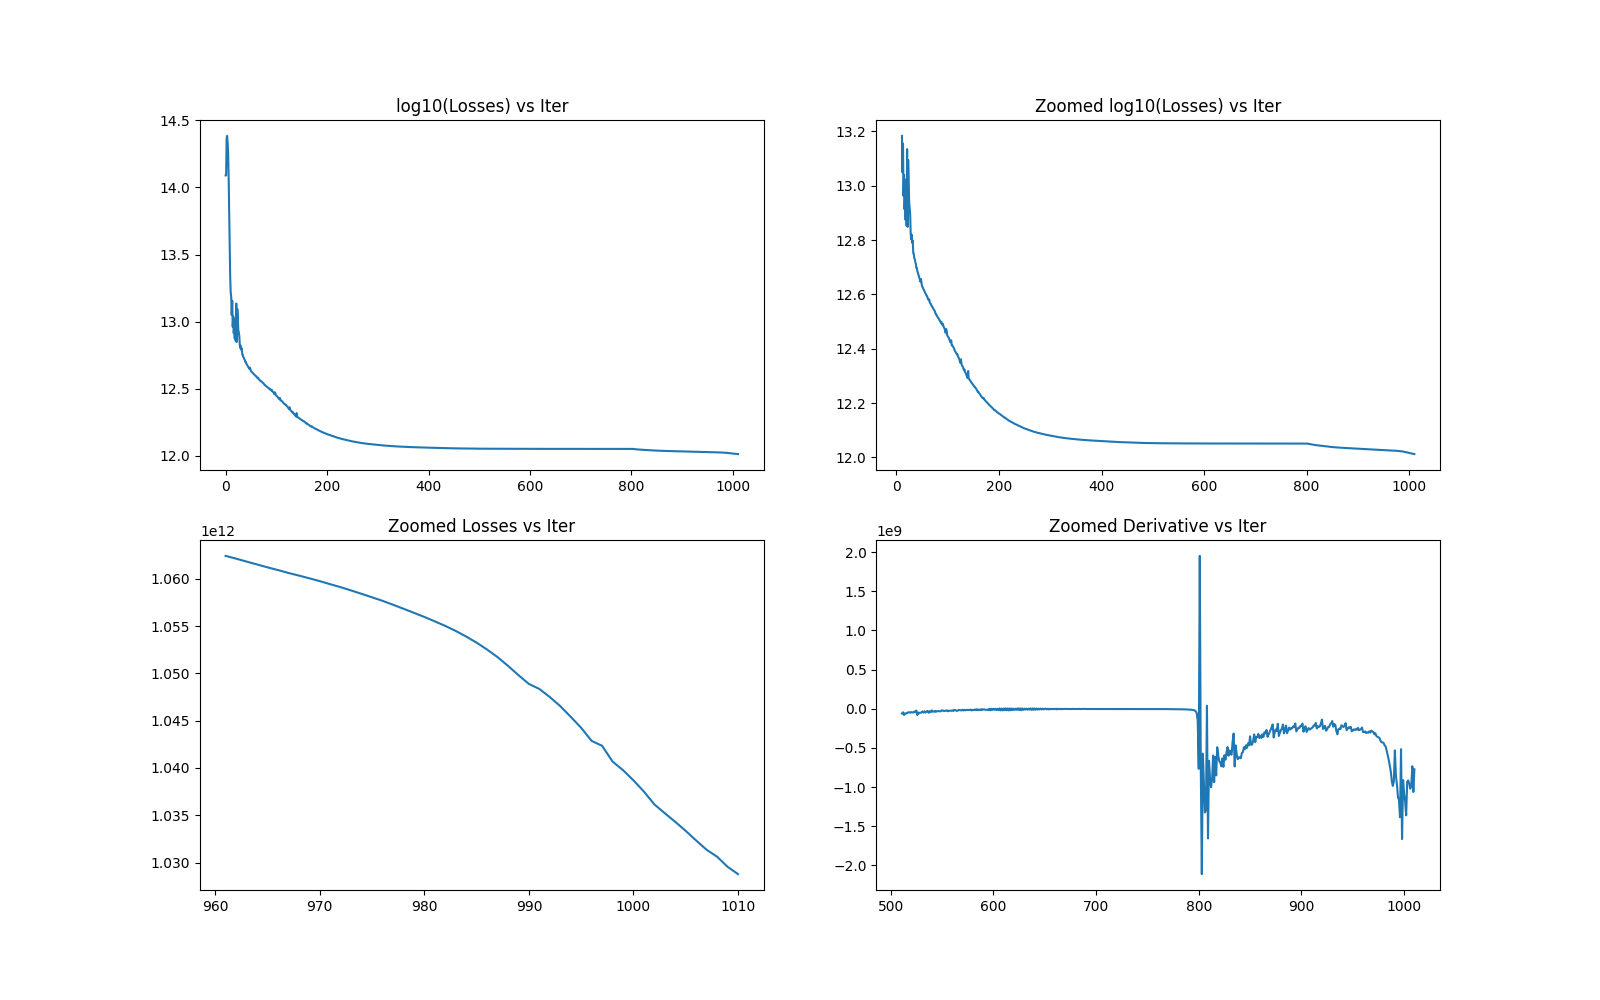 log10(Losses) vs Iter
14.5
14.0
13.5
13.0
12.5
12.0
0 200 400 600 800 1000
Zoomed log10(Losses) vs Iter
13.2
13.0
12.8
12.6
12.4
12.2
12.0
0 200 400 600 800 1000
Zoomed Losses vs Iter
1e12
1.060
1.055
1.050
1.045
1.040
1.035
1.030
960 970 980 990 1000 1010
Zoomed Derivative vs Iter
1e9
2.0
1.5
1.0
0.5
0.0
−0.5
−1.0
−1.5
−2.0
500 600 700 800 900 1000